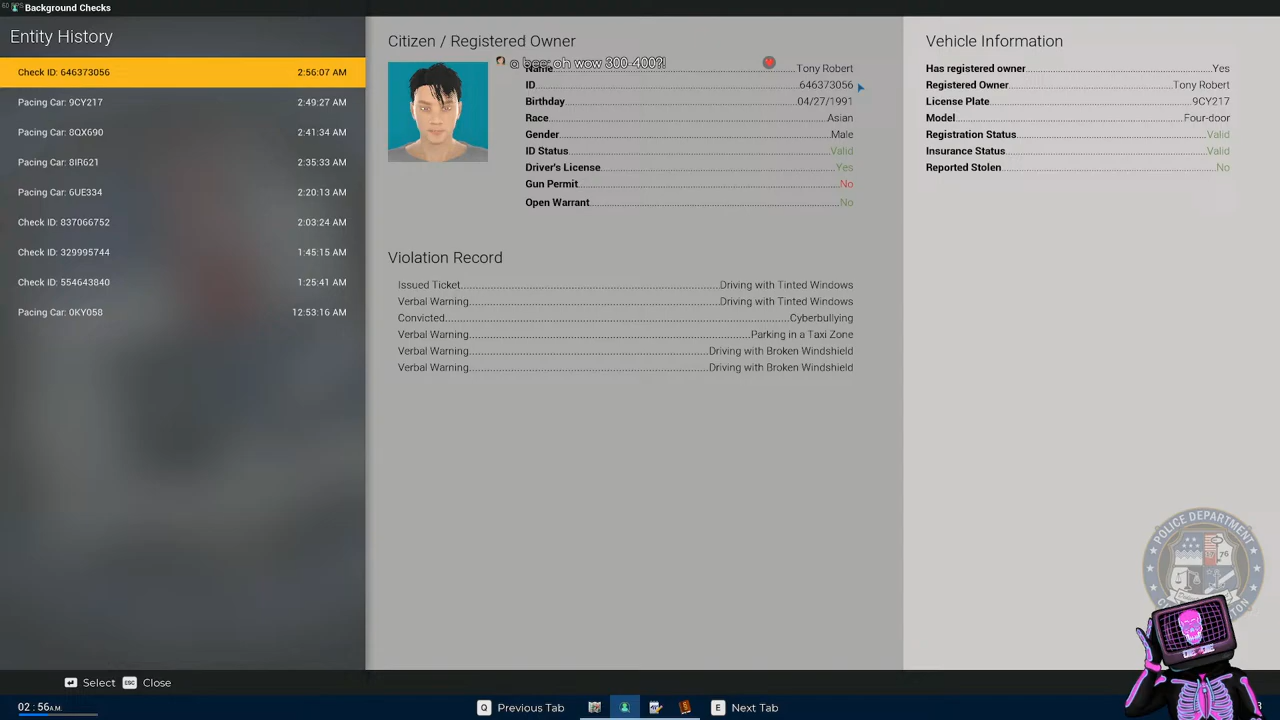 60 FPS
Background Checks
Entity History
Check ID: 646373056 2:56:07 AM
Pacing Car: 9CY217 2:49:27 AM
Pacing Car: 8QX690 2:41:34 AM
Pacing Car: 8IRG21 2:35:33 AM
Pacing Car: 6UE334 2:20:13 AM
Check ID: 837066752 2:03:24 AM
Check ID: 329995744 1:45:15 AM
Check ID: 554643840 1:25:41 AM
Pacing Car: 0KY058 12:53:16 AM
Citizen / Registered Owner
a bee: oh wow 300-400?!
Name Tony Robert
ID 646373056
Birthday 04/27/1991
Race Asian
Gender Male
ID Status Valid
Driver's License Yes
Gun Permit No
Open Warrant No
Violation Record
Issued Ticket Driving with Tinted Windows
Verbal Warning Driving with Tinted Windows
Convicted Cyberbullying
Verbal Warning Parking in a Taxi Zone
Verbal Warning Driving with Broken Windshield
Verbal Warning Driving with Broken Windshield
Vehicle Information
Has registered owner Yes
Registered Owner Tony Robert
License Plate 9CY217
Model Four-door
Registration Status Valid
Insurance Status Valid
Reported Stolen No
POLICE DEPARTMENT
1776
Select ESC Close
02 : 56 A.M.
Q Previous Tab E Next Tab